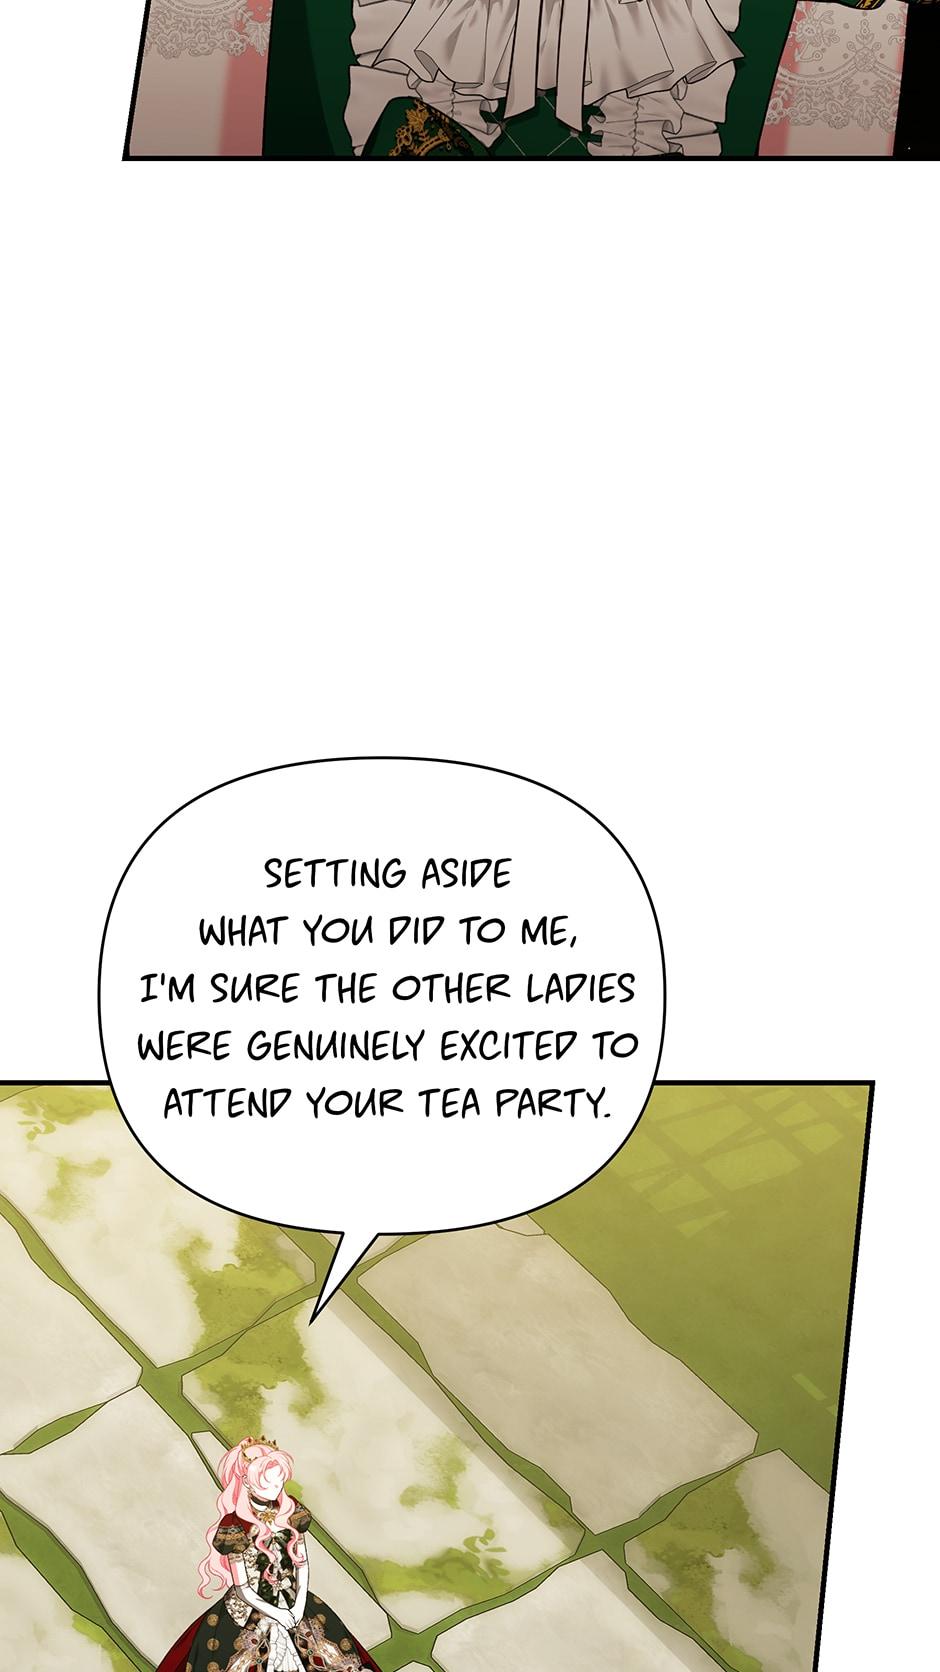 SETTING ASIDE
WHAT YOU DID TO ME,
I'M SURE THE OTHER LADIES
WERE GENUINELY EXCITED TO
ATTEND YOUR TEA PARTY.